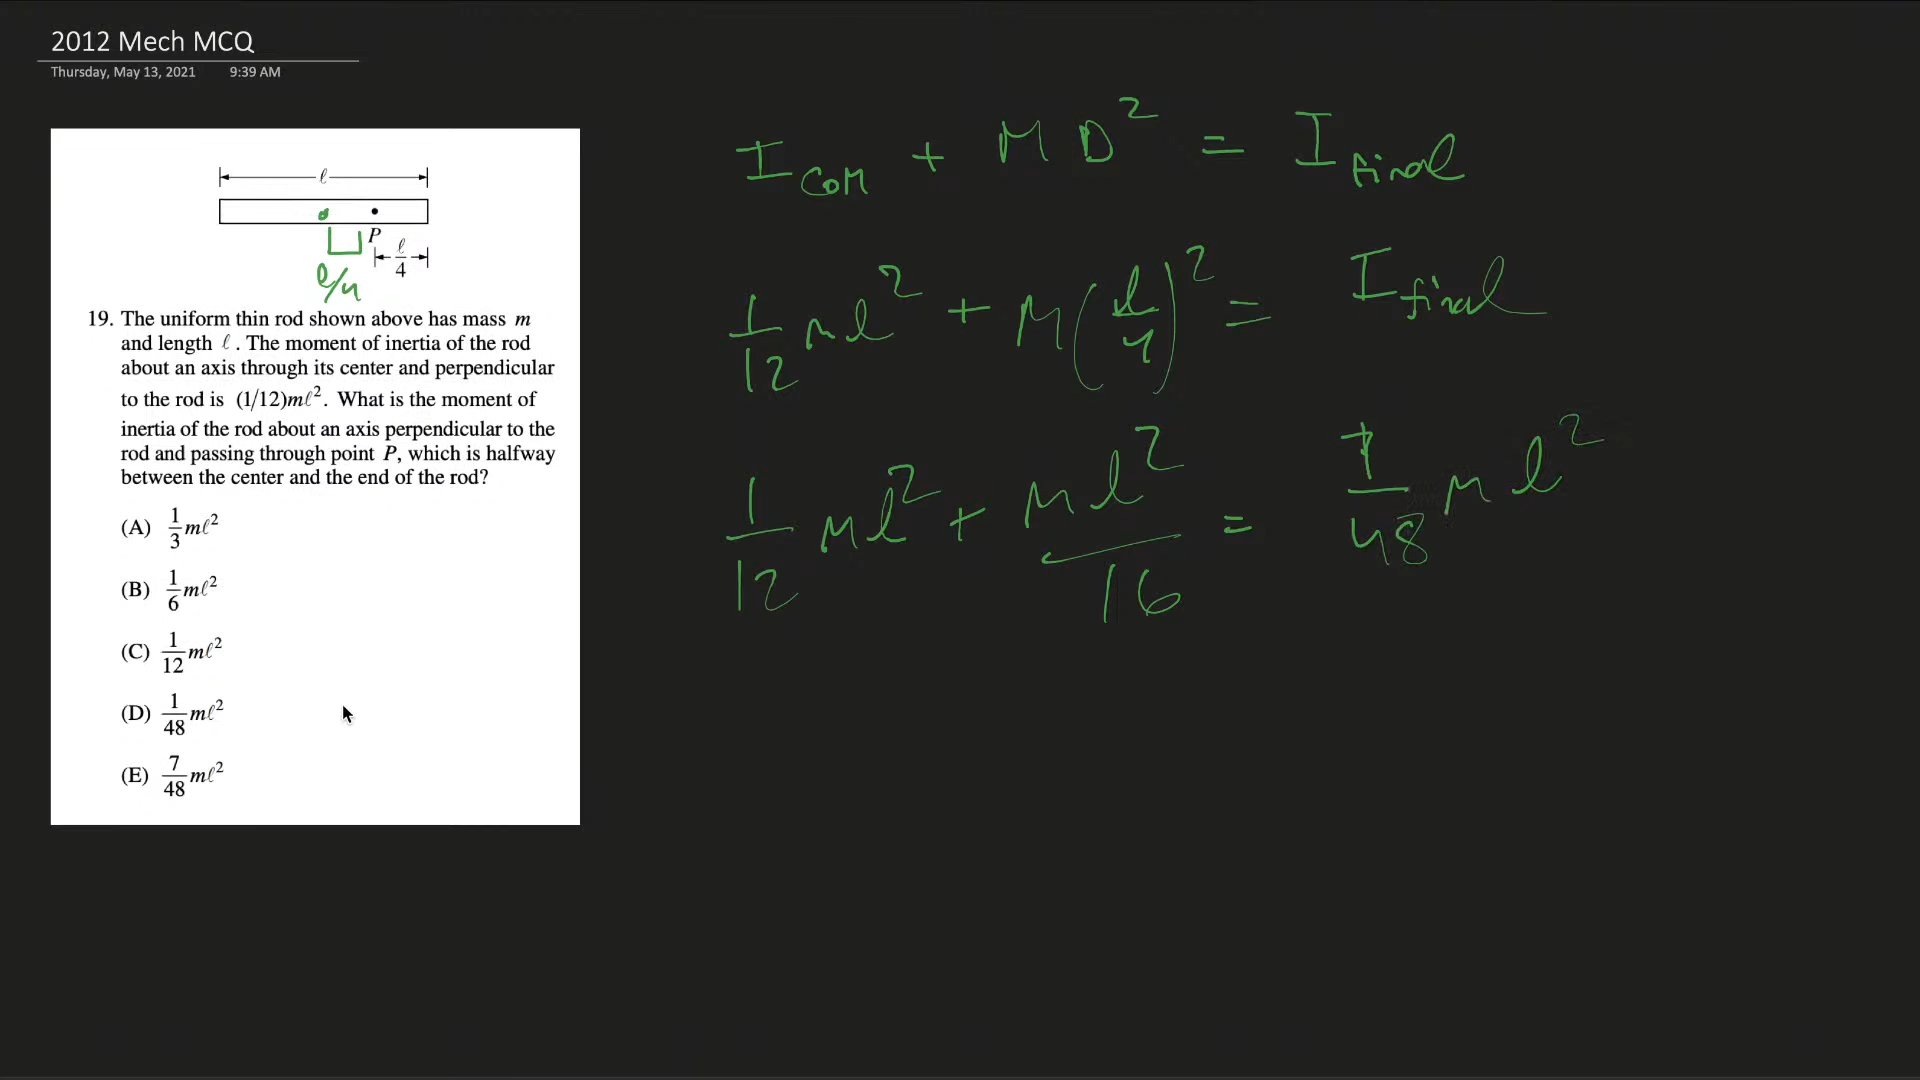 2012 Mech MCQ
Thursday, May 13, 2021 9:39 AM
ℓ
P
ℓ/4
ℓ/4
19. The uniform thin rod shown above has mass m
and length ℓ. The moment of inertia of the rod
about an axis through its center and perpendicular
to the rod is (1/12)mℓ². What is the moment of
inertia of the rod about an axis perpendicular to the
rod and passing through point P, which is halfway
between the center and the end of the rod?
(A) 1/3 mℓ²
(B) 1/6 mℓ²
(C) 1/12 mℓ²
(D) 1/48 mℓ²
(E) 7/48 mℓ²
I COM + MD² = I final
1/12 mℓ² + M(ℓ/4)² = I final
1/12 Mℓ² + Mℓ²/16 = 7/48 Mℓ²